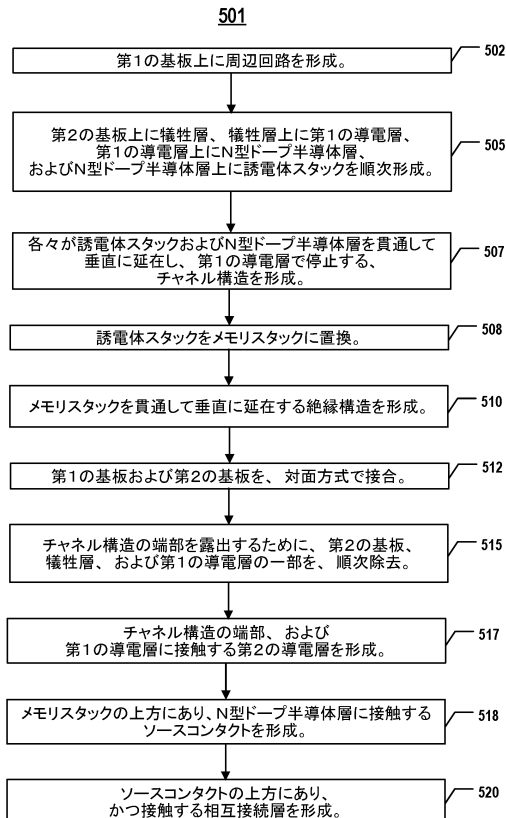 501
第1の基板上に周辺回路を形成。
502
第2の基板上に犠牲層、犠牲層上に第1の導電層、
第1の導電層上にN型ドープ半導体層、
およびN型ドープ半導体層上に誘電体スタックを順次形成。
505
各々が誘電体スタックおよびN型ドープ半導体層を貫通して
垂直に延在し、第1の導電層で停止する、
チャネル構造を形成。
507
誘電体スタックをメモリスタックに置換。
508
メモリスタックを貫通して垂直に延在する絶縁構造を形成。
510
第1の基板および第2の基板を、対面方式で接合。
512
チャネル構造の端部を露出するために、第2の基板、
犠牲層、および第1の導電層の一部を、順次除去。
515
チャネル構造の端部、および
第1の導電層に接触する第2の導電層を形成。
517
メモリスタックの上方にあり、N型ドープ半導体層に接触する
ソースコンタクトを形成。
518
ソースコンタクトの上方にあり、
かつ接触する相互接続層を形成。
520